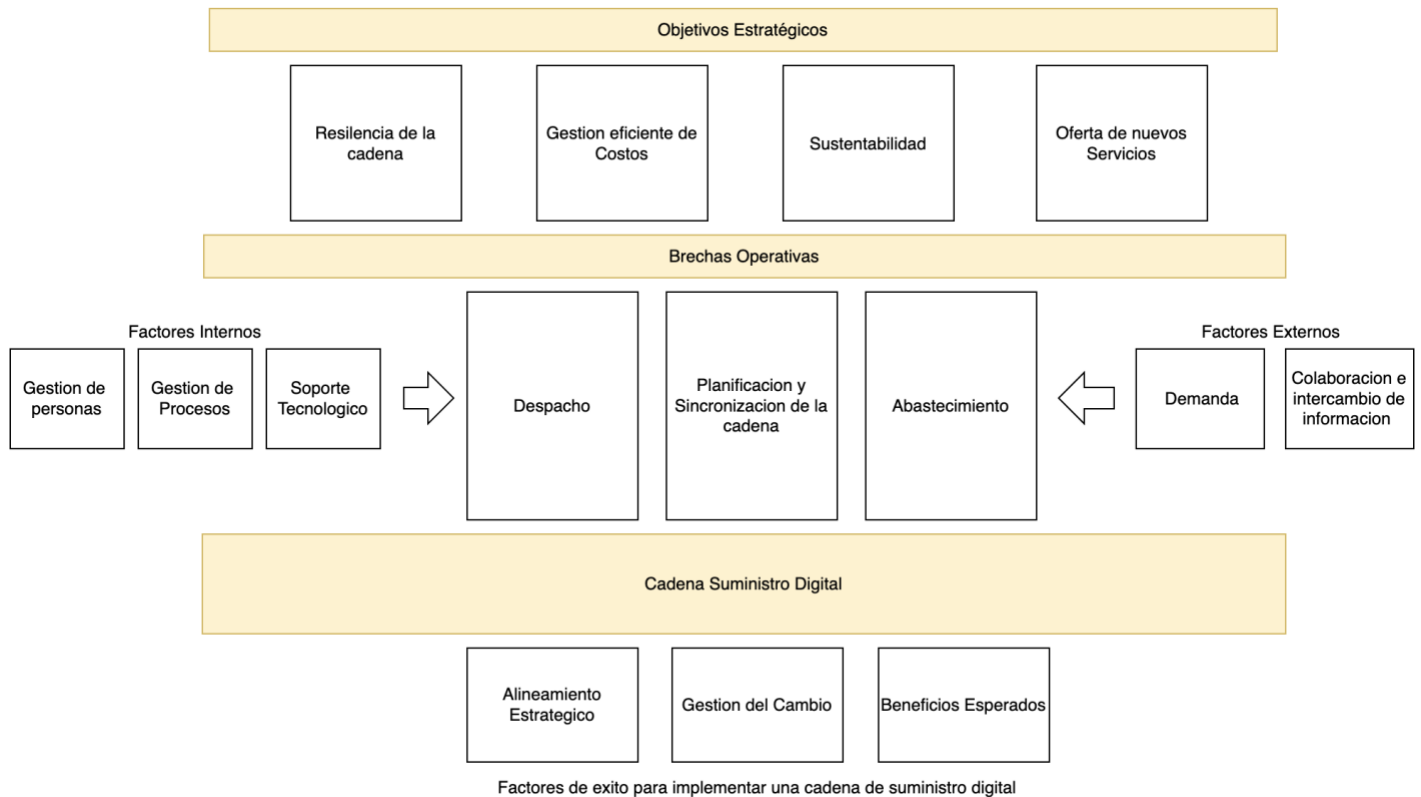 Objetivos Estratégicos
Resilencia de la
cadena
Gestion eficiente de
Costos
Sustentabilidad
Oferta de nuevos
Servicios
Brechas Operativas
Factores Internos
Gestion de
personas
Gestion de
Procesos
Soporte
Tecnologico
Despacho
Planificacion y
Sincronizacion de la
cadena
Abastecimiento
Factores Externos
Demanda
Colaboracion e
intercambio de
informacion
Cadena Suministro Digital
Alineamiento
Estrategico
Gestion del Cambio
Beneficios Esperados
Factores de exito para implementar una cadena de suministro digital